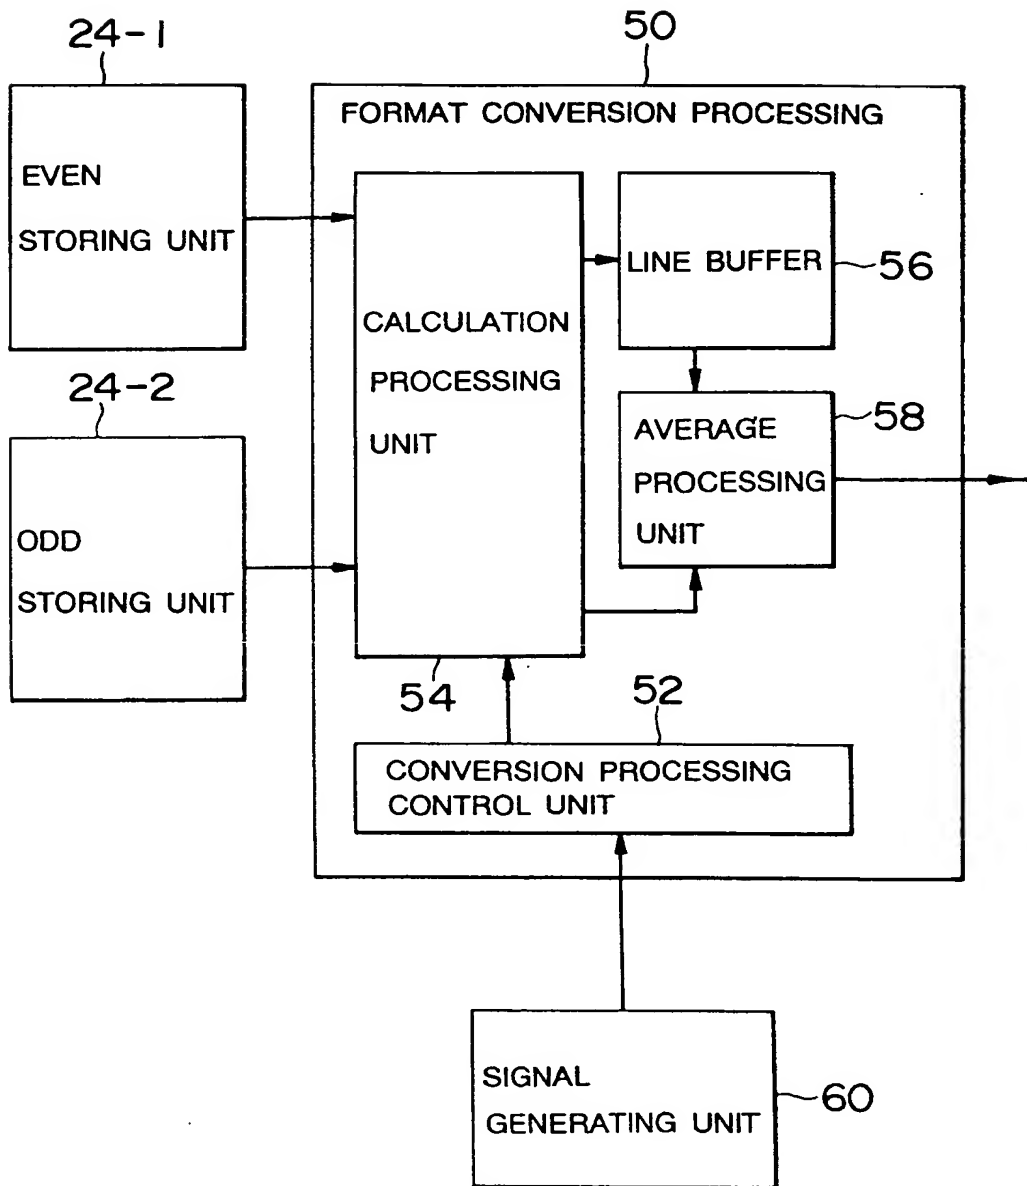 24-1
50
EVEN
STORING UNIT
FORMAT CONVERSION PROCESSING
LINE BUFFER
56
CALCULATION
PROCESSING
UNIT
24-2
ODD
STORING UNIT
AVERAGE
PROCESSING
UNIT
58
54
52
CONVERSION PROCESSING
CONTROL UNIT
SIGNAL
GENERATING UNIT
60